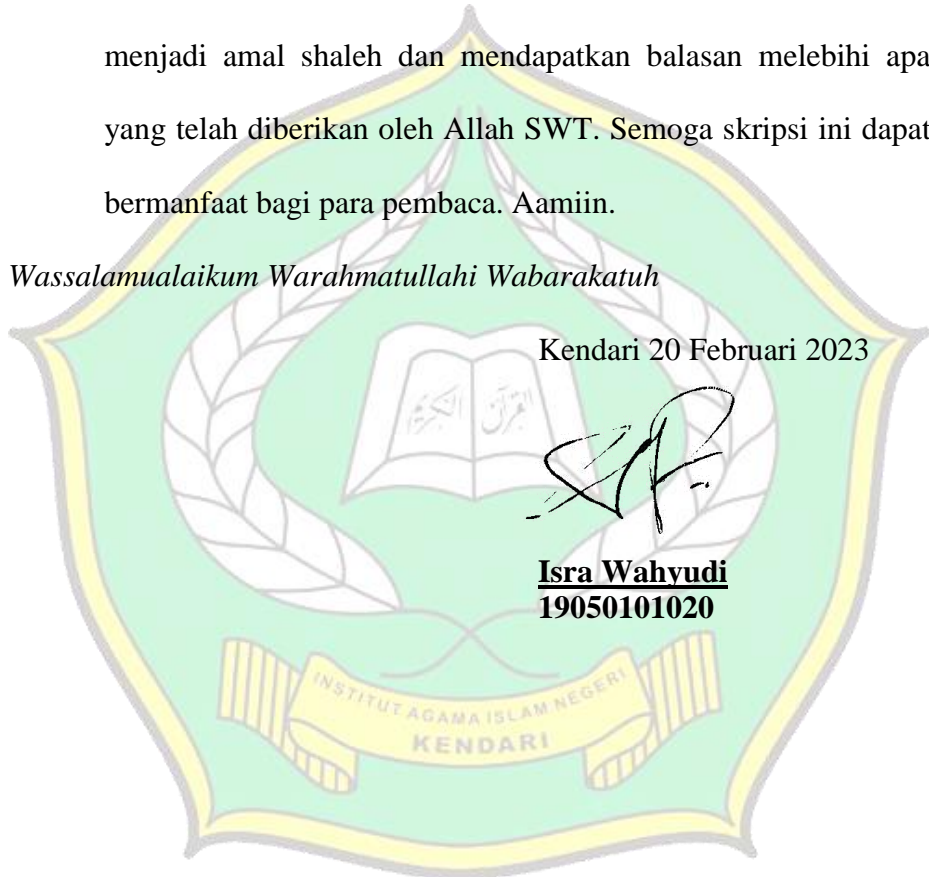 menjadi amal shaleh dan mendapatkan balasan melebihi apa
yang telah diberikan oleh Allah SWT. Semoga skripsi ini dapat
bermanfaat bagi para pembaca. Aamiin.
Wassalamualaikum Warahmatullahi Wabarakatuh
Kendari 20 Februari 2023
القرآن الكريم
Isra Wahyudi
19050101020
INSTITUT AGAMA ISLAM NEGERI
KENDARI